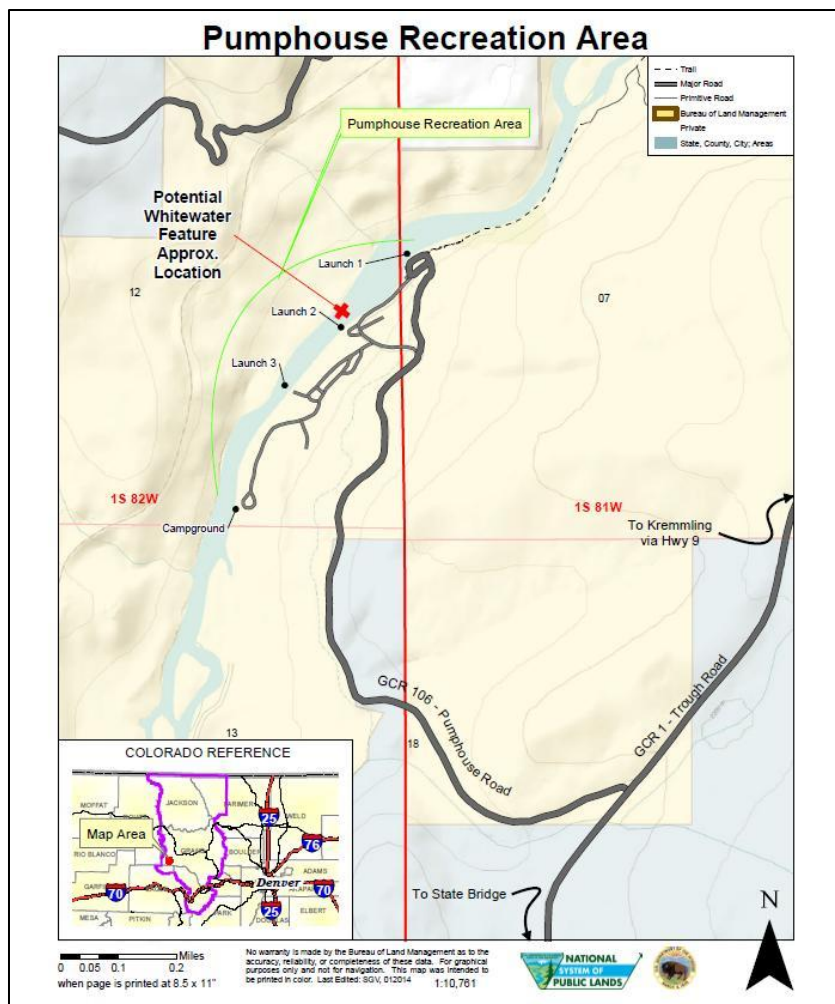 Pumphouse Recreation Area
Trail
Major Road
Primitive Road
Bureau of Land Management
Private
State, County, City; Areas
Pumphouse Recreation Area
Potential
Whitewater
Feature
Approx.
Location
Launch 1
12
07
Launch 2
Launch 3
1S 82W
1S 81W
Campground
To Kremmling
via Hwy 9
GCR 106 - Pumphouse Road
GCR 1 - Trough Road
13
18
COLORADO REFERENCE
MOFFAT
JACKSON
LARIMER
WELD
25
76
Map Area
GRAND
BOULDER
RIO BLANCO
ADAMS
Denver
70
70
25
MESA
PITKIN
PARK
DOUGLAS
ELBERT
To State Bridge
N
Miles
0 0.05 0.1 0.2
when page is printed at 8.5 x 11"
No warranty is made by the Bureau of Land Management as to the
accuracy, reliability, or completeness of these data. For graphical
purposes only and not for navigation. This map was intended to
be printed in color. Last Edited: SGV, 012014
1:10,761
NATIONAL
SYSTEM OF
PUBLIC LANDS